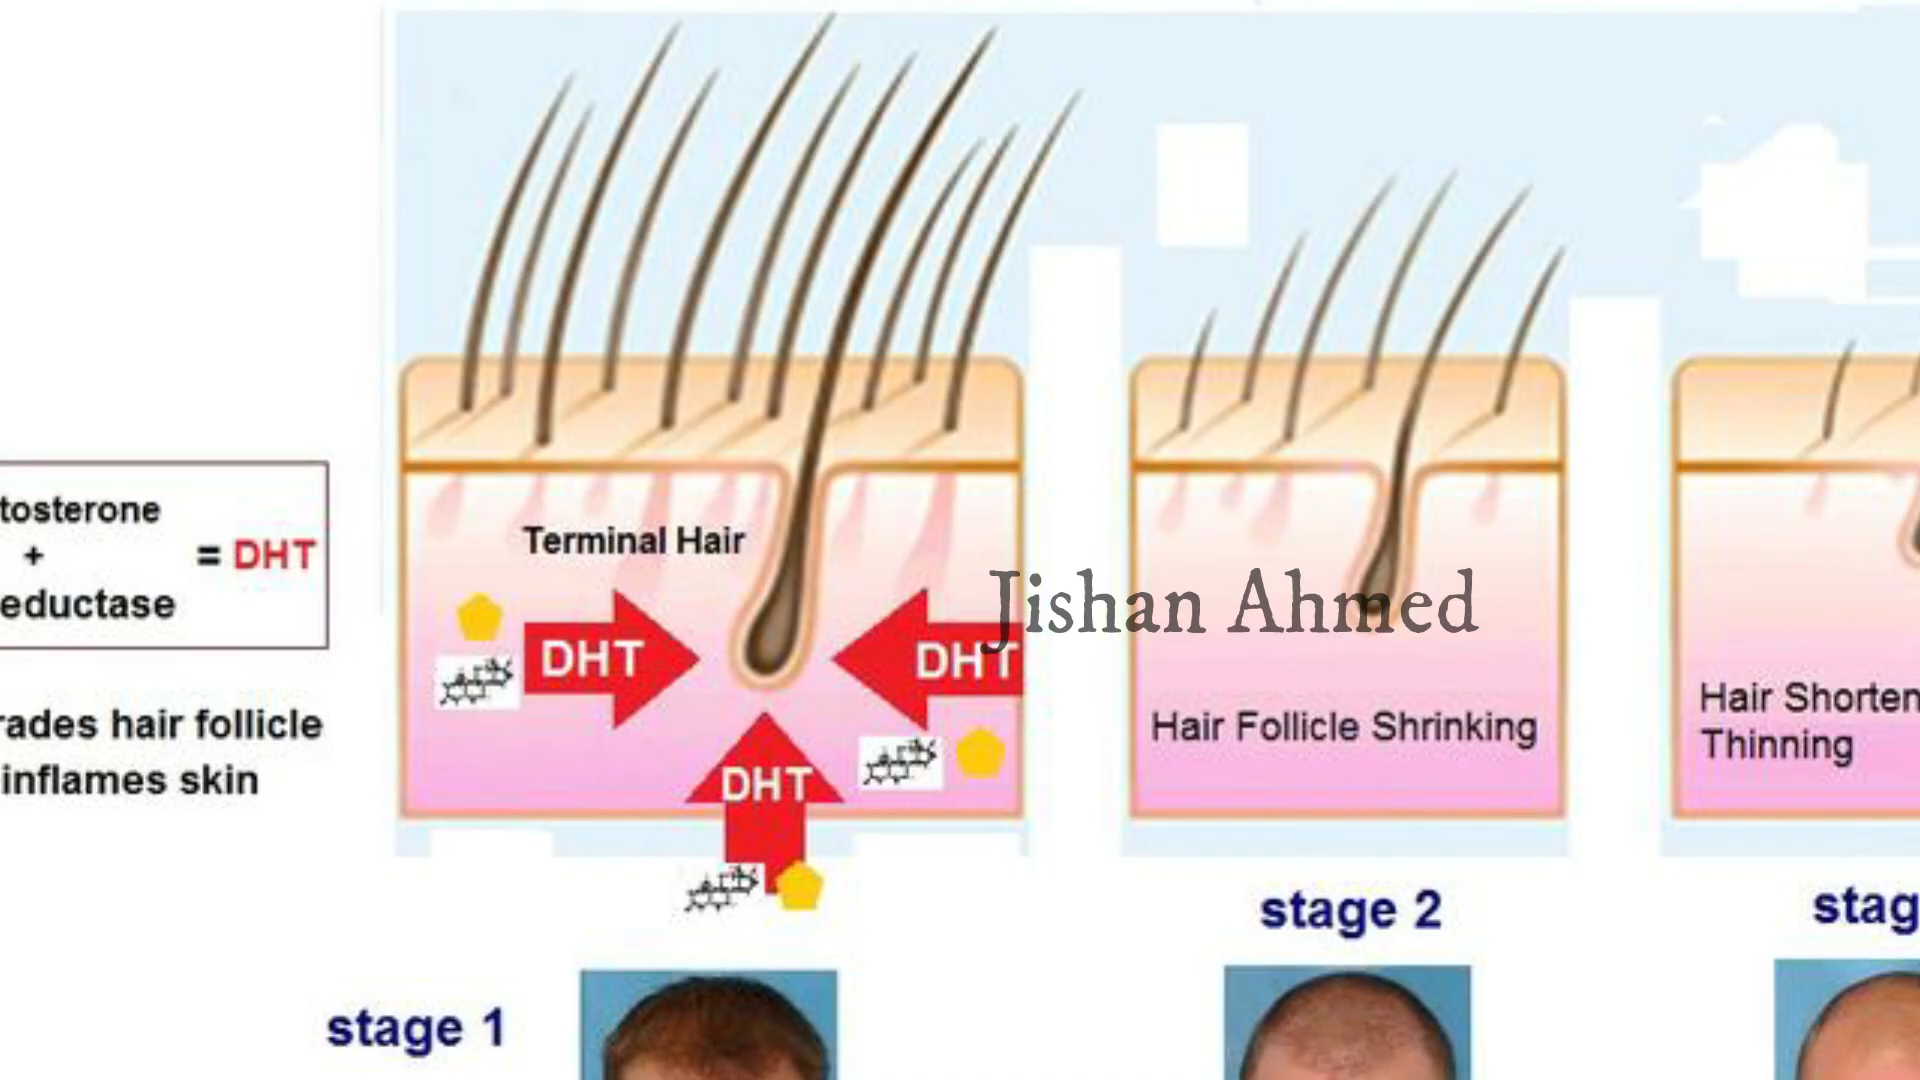 tosterone
+
= DHT
eductase
rades hair follicle
inflames skin
Terminal Hair
DHT
DHT
DHT
stage 1
Jishan Ahmed
Hair Follicle Shrinking
stage 2
Hair Shorten
Thinning
stag